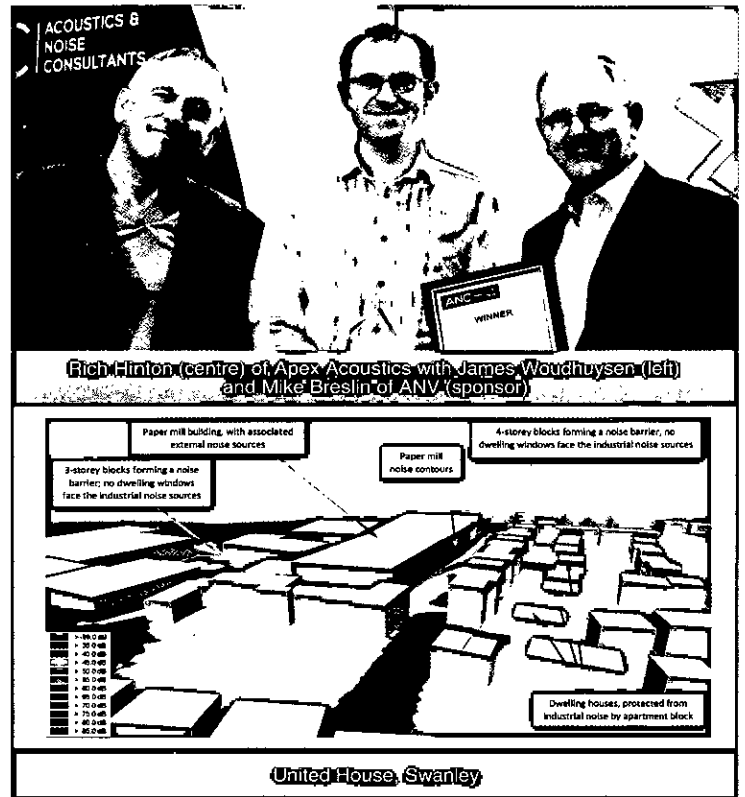 ACOUSTICS &
NOISE
CONSULTANTS
ANC
WINNER
Rich Hinton (centre) of Apex Acoustics with James Woudhuysen (left)
and Mike Breslin of ANV (sponsor)
Paper mill building, with associated
external noise sources
4-storey blocks forming a noise barrier, no
dwelling windows face the industrial noise sources
3-storey blocks forming a noise
barrier; no dwelling windows
face the industrial noise sources
Paper mill
noise contours
Dwelling houses, protected from
industrial noise by apartment block
United House, Swanley